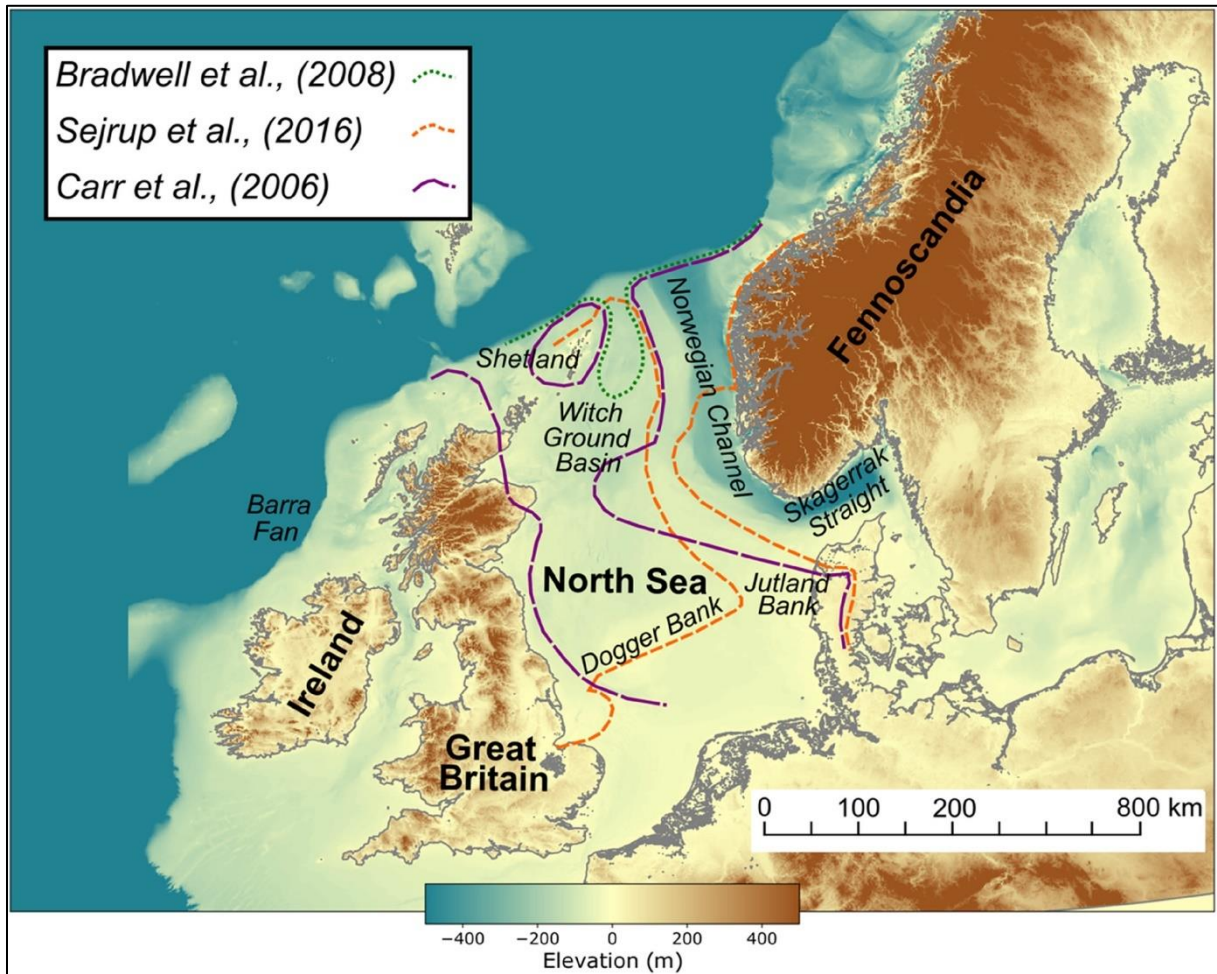 Bradwell et al., (2008)
Sejrup et al., (2016)
Carr et al., (2006)
Fennoscandia
Norwegian Channel
Shetland
Witch
Ground
Basin
Skagerrak
Straight
Barra
Fan
North Sea
Jutland
Bank
Dogger Bank
Ireland
Great
Britain
0 100 200 800 km
−400 −200 0 200 400
Elevation (m)